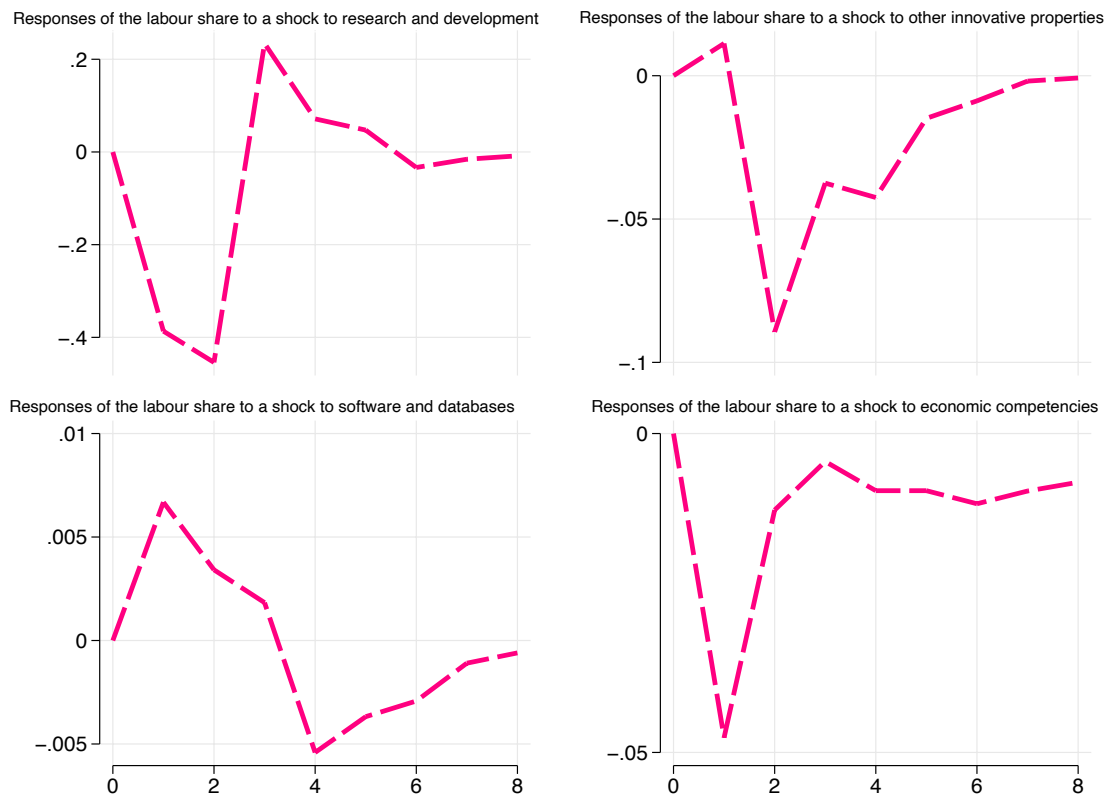 Responses of the labour share to a shock to research and development
.2
0
−.2
−.4
Responses of the labour share to a shock to other innovative properties
0
−.05
−.1
Responses of the labour share to a shock to software and databases
.01
.005
0
−.005
0 2 4 6 8
Responses of the labour share to a shock to economic competencies
0
−.05
0 2 4 6 8